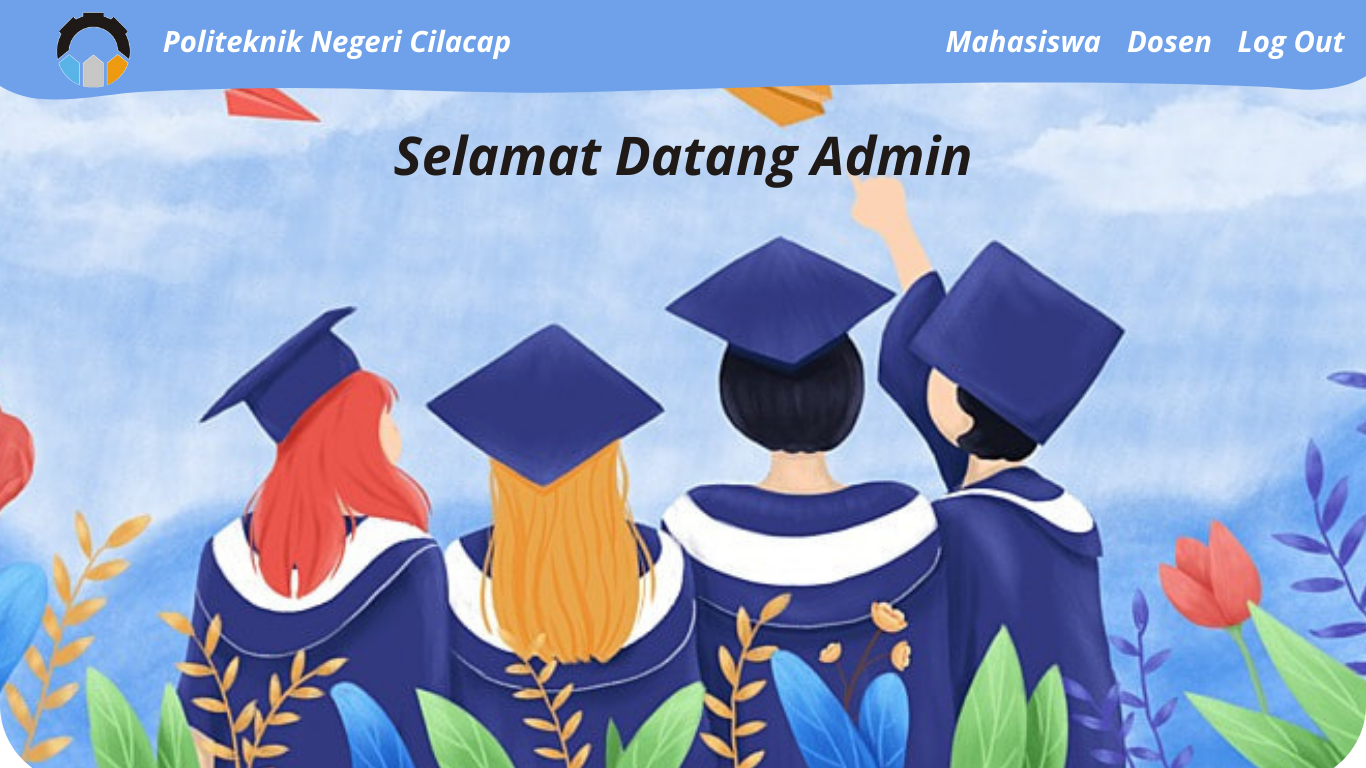 Politeknik Negeri Cilacap
Mahasiswa Dosen Log Out
Selamat Datang Admin